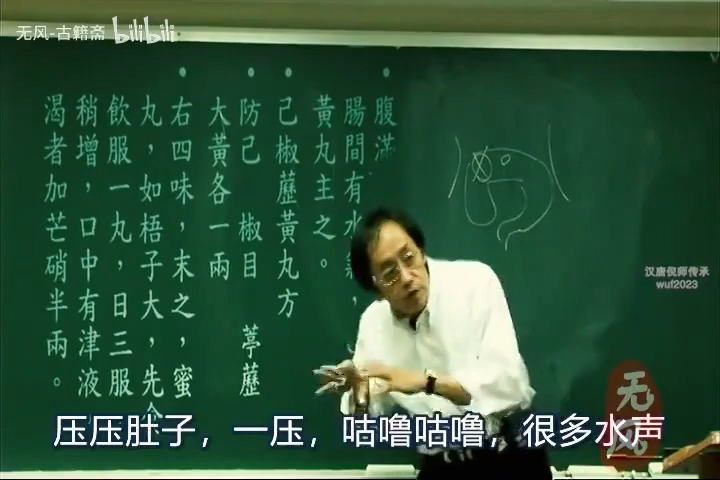 无风-古籍斋 bilibili
腹滿
腸間有水氣，
黃丸主之。
己椒藶黃丸方
防己 椒目 葶藶
大黃各一兩
右四味，末之，蜜
丸，如梧子大，先
飲服一丸，日三服
稍增，口中有津液
渴者加芒硝半兩。
汉唐倪师传承
wuf2023
无风
压压肚子，一压，咕噜咕噜，很多水声